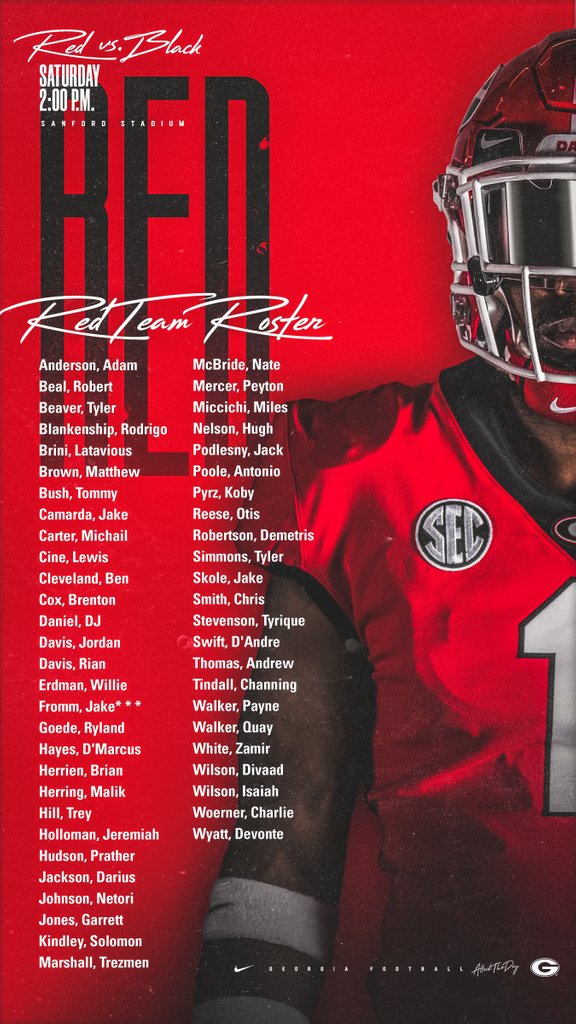 Red vs. Black
SATURDAY
2:00 P.M.
SANFORD STADIUM
RED
Red Team Roster
Anderson, Adam
Beal, Robert
Beaver, Tyler
Blankenship, Rodrigo
Brini, Latavious
Brown, Matthew
Bush, Tommy
Camarda, Jake
Carter, Michail
Cine, Lewis
Cleveland, Ben
Cox, Brenton
Daniel, DJ
Davis, Jordan
Davis, Rian
Erdman, Willie
Fromm, Jake***
Goede, Ryland
Hayes, D'Marcus
Herrien, Brian
Herring, Malik
Hill, Trey
Holloman, Jeremiah
Hudson, Prather
Jackson, Darius
Johnson, Netori
Jones, Garrett
Kindley, Solomon
Marshall, Trezmen
McBride, Nate
Mercer, Peyton
Miccichi, Miles
Nelson, Hugh
Podlesny, Jack
Poole, Antonio
Pyrz, Koby
Reese, Otis
Robertson, Demetris
Simmons, Tyler
Skole, Jake
Smith, Chris
Stevenson, Tyrique
Swift, D'Andre
Thomas, Andrew
Tindall, Channing
Walker, Payne
Walker, Quay
White, Zamir
Wilson, Divaad
Wilson, Isaiah
Woerner, Charlie
Wyatt, Devonte
DA
SEC
1
GEORGIA FOOTBALL AttackTheDay
G